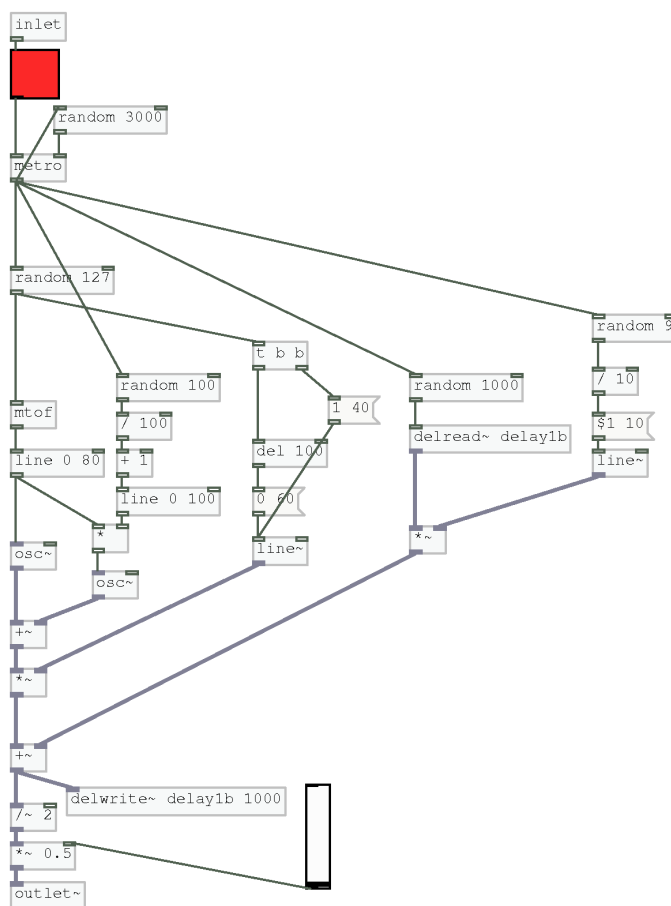 inlet
random 3000
metro
random 127
random 9
t b b
/ 10
random 100
random 1000
1 40
mtof
/ 100
$1 10
delread~ delay1b
line 0 80
+ 1
del 100
line~
line 0 100
0 60
*
*~
osc~
line~
osc~
+~
*~
+~
delwrite~ delay1b 1000
/~ 2
*~ 0.5
outlet~